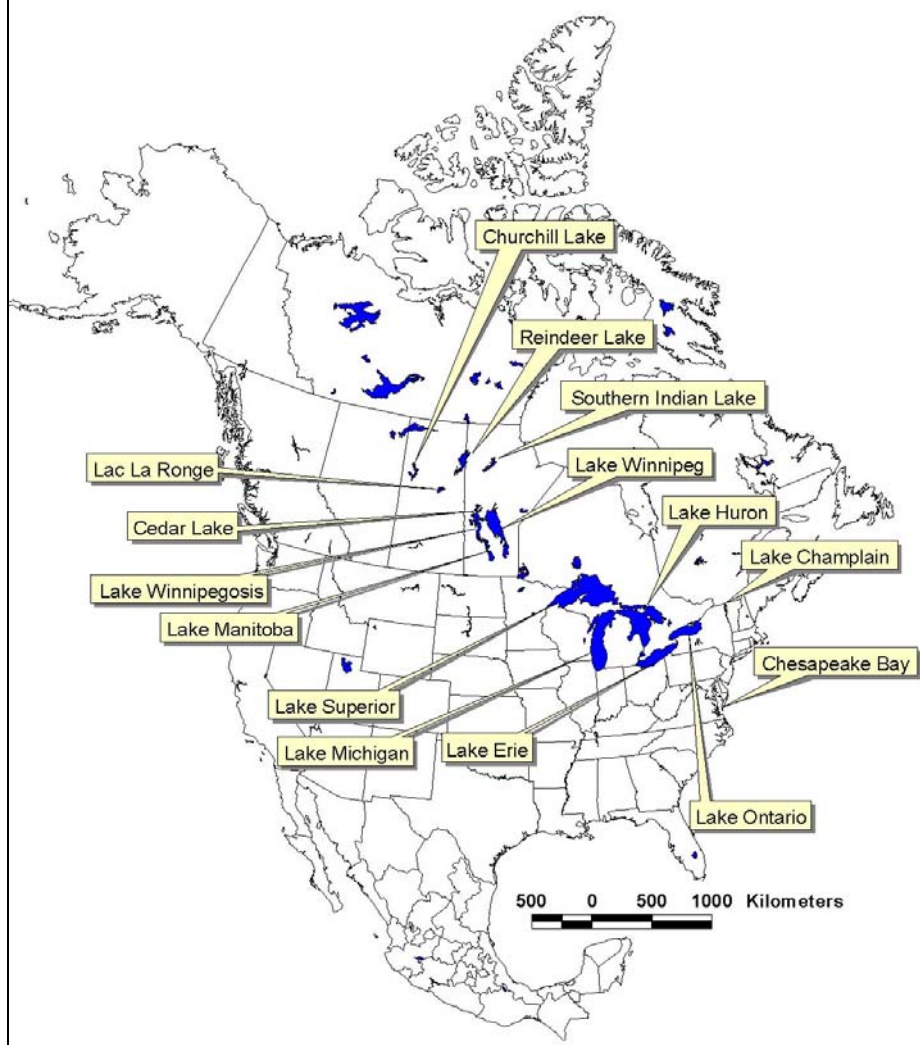 Churchill Lake
Reindeer Lake
Southern Indian Lake
Lac La Ronge
Lake Winnipeg
Cedar Lake
Lake Huron
Lake Champlain
Lake Winnipegosis
Lake Manitoba
Chesapeake Bay
Lake Superior
Lake Michigan
Lake Erie
Lake Ontario
500 0 500 1000 Kilometers